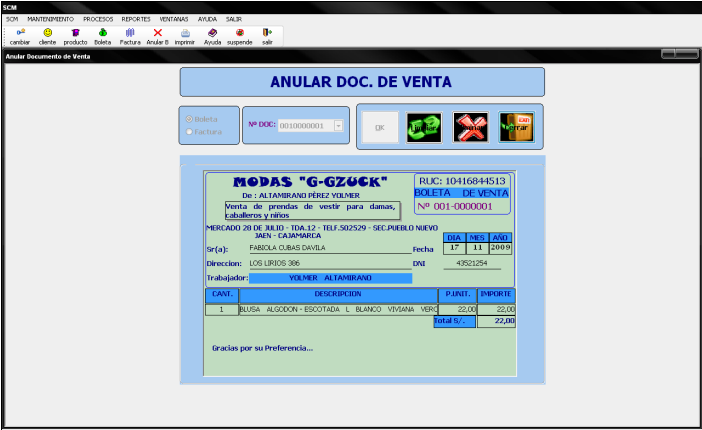 SCM
SCM MANTENIMIENTO PROCESOS REPORTES VENTANAS AYUDA SALIR
cambiar cliente producto Boleta Factura Anular B imprimir Ayuda suspende salir
Anular Documento de Venta
ANULAR DOC. DE VENTA
Boleta
Factura
Nº DOC: 0010000001
OK
EXIT
MODAS "G-GZUCK"
De : ALTAMIRANO PÉREZ YOLMER
Venta de prendas de vestir para damas,
caballeros y niños
MERCADO 28 DE JULIO - TDA.12 - TELF.502529 - SEC.PUEBLO NUEVO
JAEN - CAJAMARCA
RUC: 10416844513
BOLETA DE VENTA
Nº 001-0000001
DIA MES AÑO
Sr(a): FABIOLA CUBAS DAVILA Fecha 17 11 2009
Direccion: LOS LIRIOS 386 DNI 43521254
Trabajador: YOLMER ALTAMIRANO
CANT. DESCRIPCION P.UNIT. IMPORTE
1 BLUSA ALGODON - ESCOTADA L BLANCO VIVIANA VERO 22,00 22,00
Total S/. 22,00
Gracias por su Preferencia...